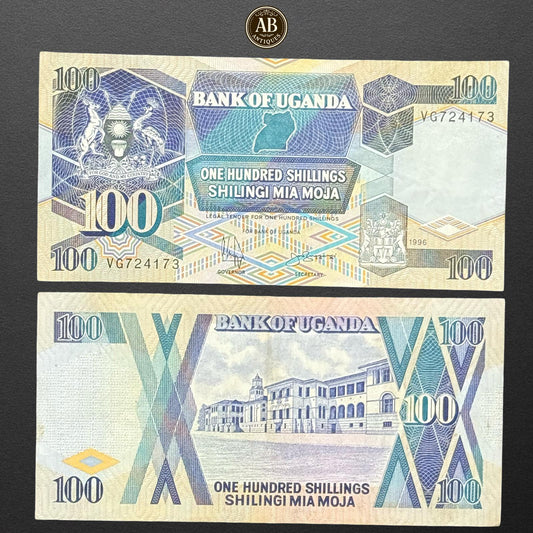 AB
ANTIQUES
100
100
BANK OF UGANDA
VG724173
ONE HUNDRED SHILLINGS
SHILINGI MIA MOJA
LEGAL TENDER FOR ONE HUNDRED SHILLINGS
FOR BANK OF UGANDA
100
1996
100 VG724173
GOVERNOR
SECRETARY
100
100
BANK OF UGANDA
100
100
100
ONE HUNDRED SHILLINGS
SHILINGI MIA MOJA
100